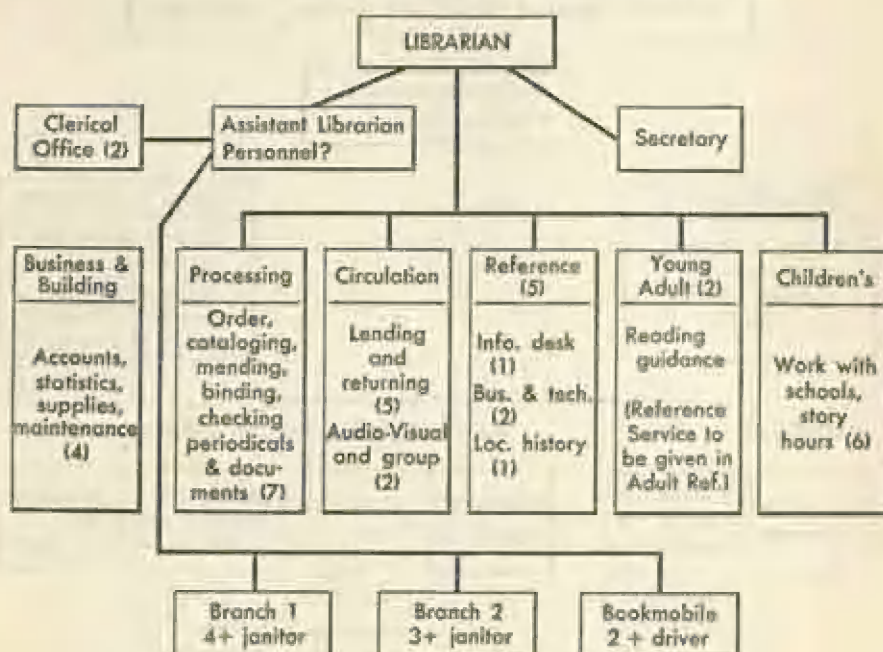 LIBRARIAN
Clerical
Office (2)
Assistant Librarian
Personnel?
Secretary
Business &
Building
Accounts,
statistics,
supplies,
maintenance
(4)
Processing
Order,
cataloging,
mending,
binding,
checking
periodicals
& docu-
ments (7)
Circulation
Lending
and
returning
(5)
Audio-Visual
and group
(2)
Reference
(5)
Info. desk
(1)
Bus. & tech.
(2)
Loc. history
(1)
Young
Adult (2)
Reading
guidance
(Reference
Service to
be given in
Adult Ref.)
Children's
Work with
schools,
story
hours (6)
Branch 1
4+ janitor
Branch 2
3+ janitor
Bookmobile
2 + driver